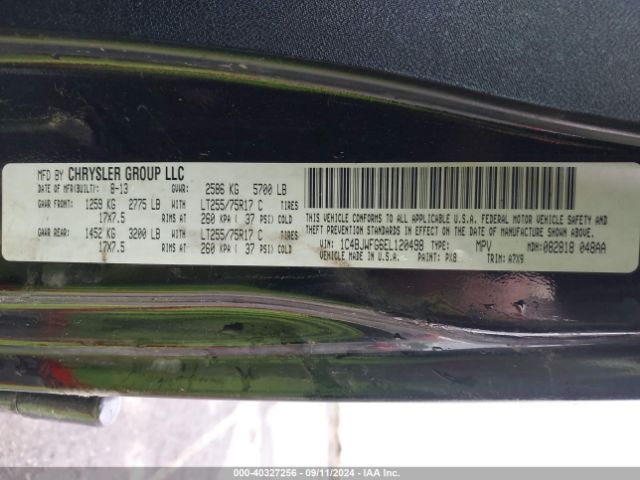 MFD BY CHRYSLER GROUP LLC
DATE OF MFR(BUILT): 8-13 GVWR: 2586 KG 5700 LB
GAWR FRONT: 1259 KG 2775 LB WITH LT255/75R17 C TIRES
17X7.5 RIMS AT 260 KPA ( 37 PSI) COLD
GAWR REAR: 1452 KG 3200 LB WITH LT255/75R17 C TIRES
17X7.5 RIMS AT 260 KPA ( 37 PSI) COLD
THIS VEHICLE CONFORMS TO ALL APPLICABLE U.S.A. FEDERAL MOTOR VEHICLE SAFETY AND
THEFT PREVENTION STANDARDS IN EFFECT ON THE DATE OF MANUFACTURE SHOWN ABOVE.
VIN: 1C4BJWFG6EL120498 TYPE: MPV MDH: 082818 048AA
VEHICLE MADE IN U.S.A. PAINT: PX8 TRIM: A7X9
STOCK #: 40327256 - 09/11/2024 - IAAI.COM